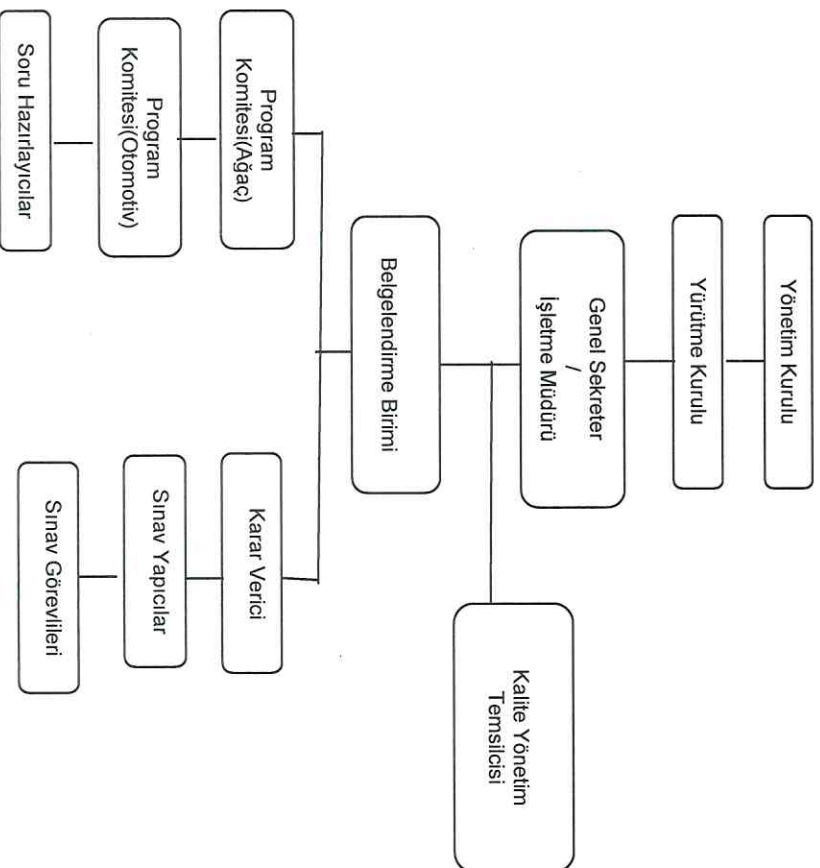 Yönetim Kurulu
Yürütme Kurulu
Genel Sekreter
/
İşletme Müdürü
Kalite Yönetim
Temsilcisi
Belgelendirme Birimi
Program
Komitesi(Ağaç)
Program
Komitesi(Otomotiv)
Soru Hazırlayıcılar
Karar Verici
Sınav Yapıcılar
Sınav Görevlileri